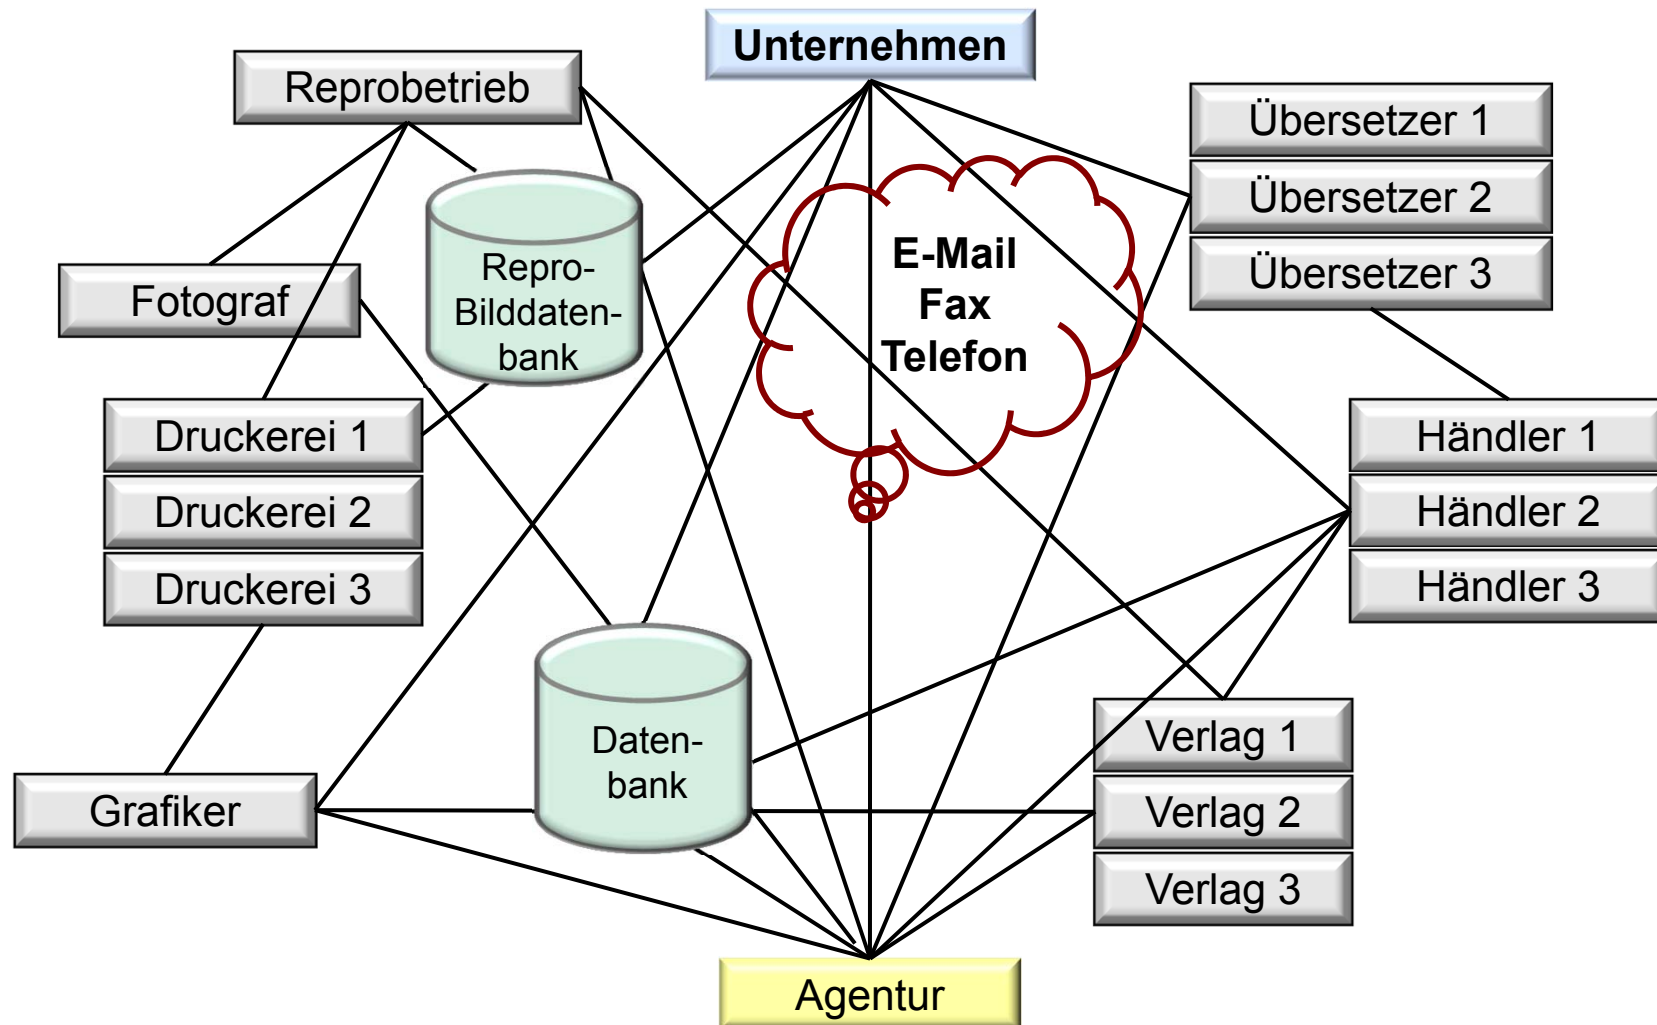 Unternehmen
Reprobetrieb
Übersetzer 1
Übersetzer 2
Übersetzer 3
E-Mail
Fax
Telefon
Repro-
Bilddaten-
bank
Fotograf
Druckerei 1
Druckerei 2
Druckerei 3
Händler 1
Händler 2
Händler 3
Daten-
bank
Verlag 1
Verlag 2
Verlag 3
Grafiker
Agentur